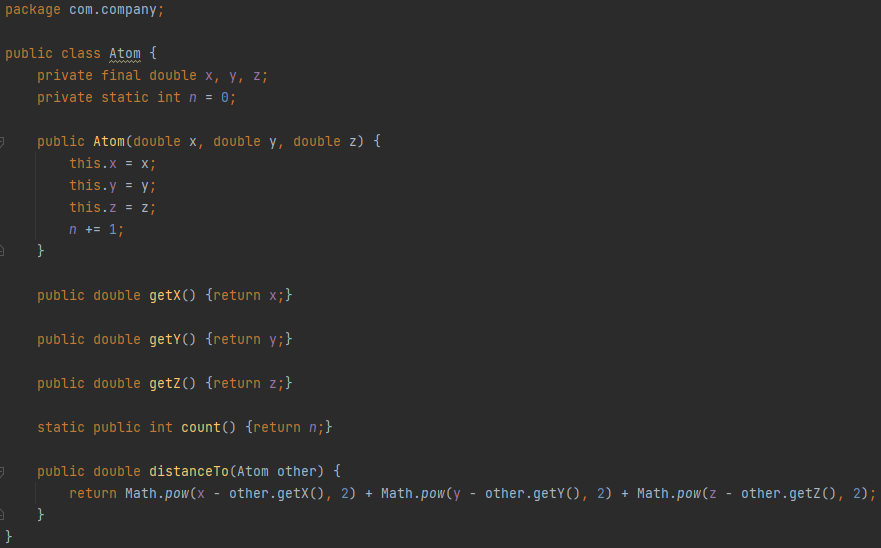 package com.company;
public class Atom {
private final double x, y, z;
private static int n = 0;
public Atom(double x, double y, double z) {
this.x = x;
this.y = y;
this.z = z;
n += 1;
}
public double getX() {return x;}
public double getY() {return y;}
public double getZ() {return z;}
static public int count() {return n;}
public double distanceTo(Atom other) {
return Math.pow(x - other.getX(), 2) + Math.pow(y - other.getY(), 2) + Math.pow(z - other.getZ(), 2);
}
}